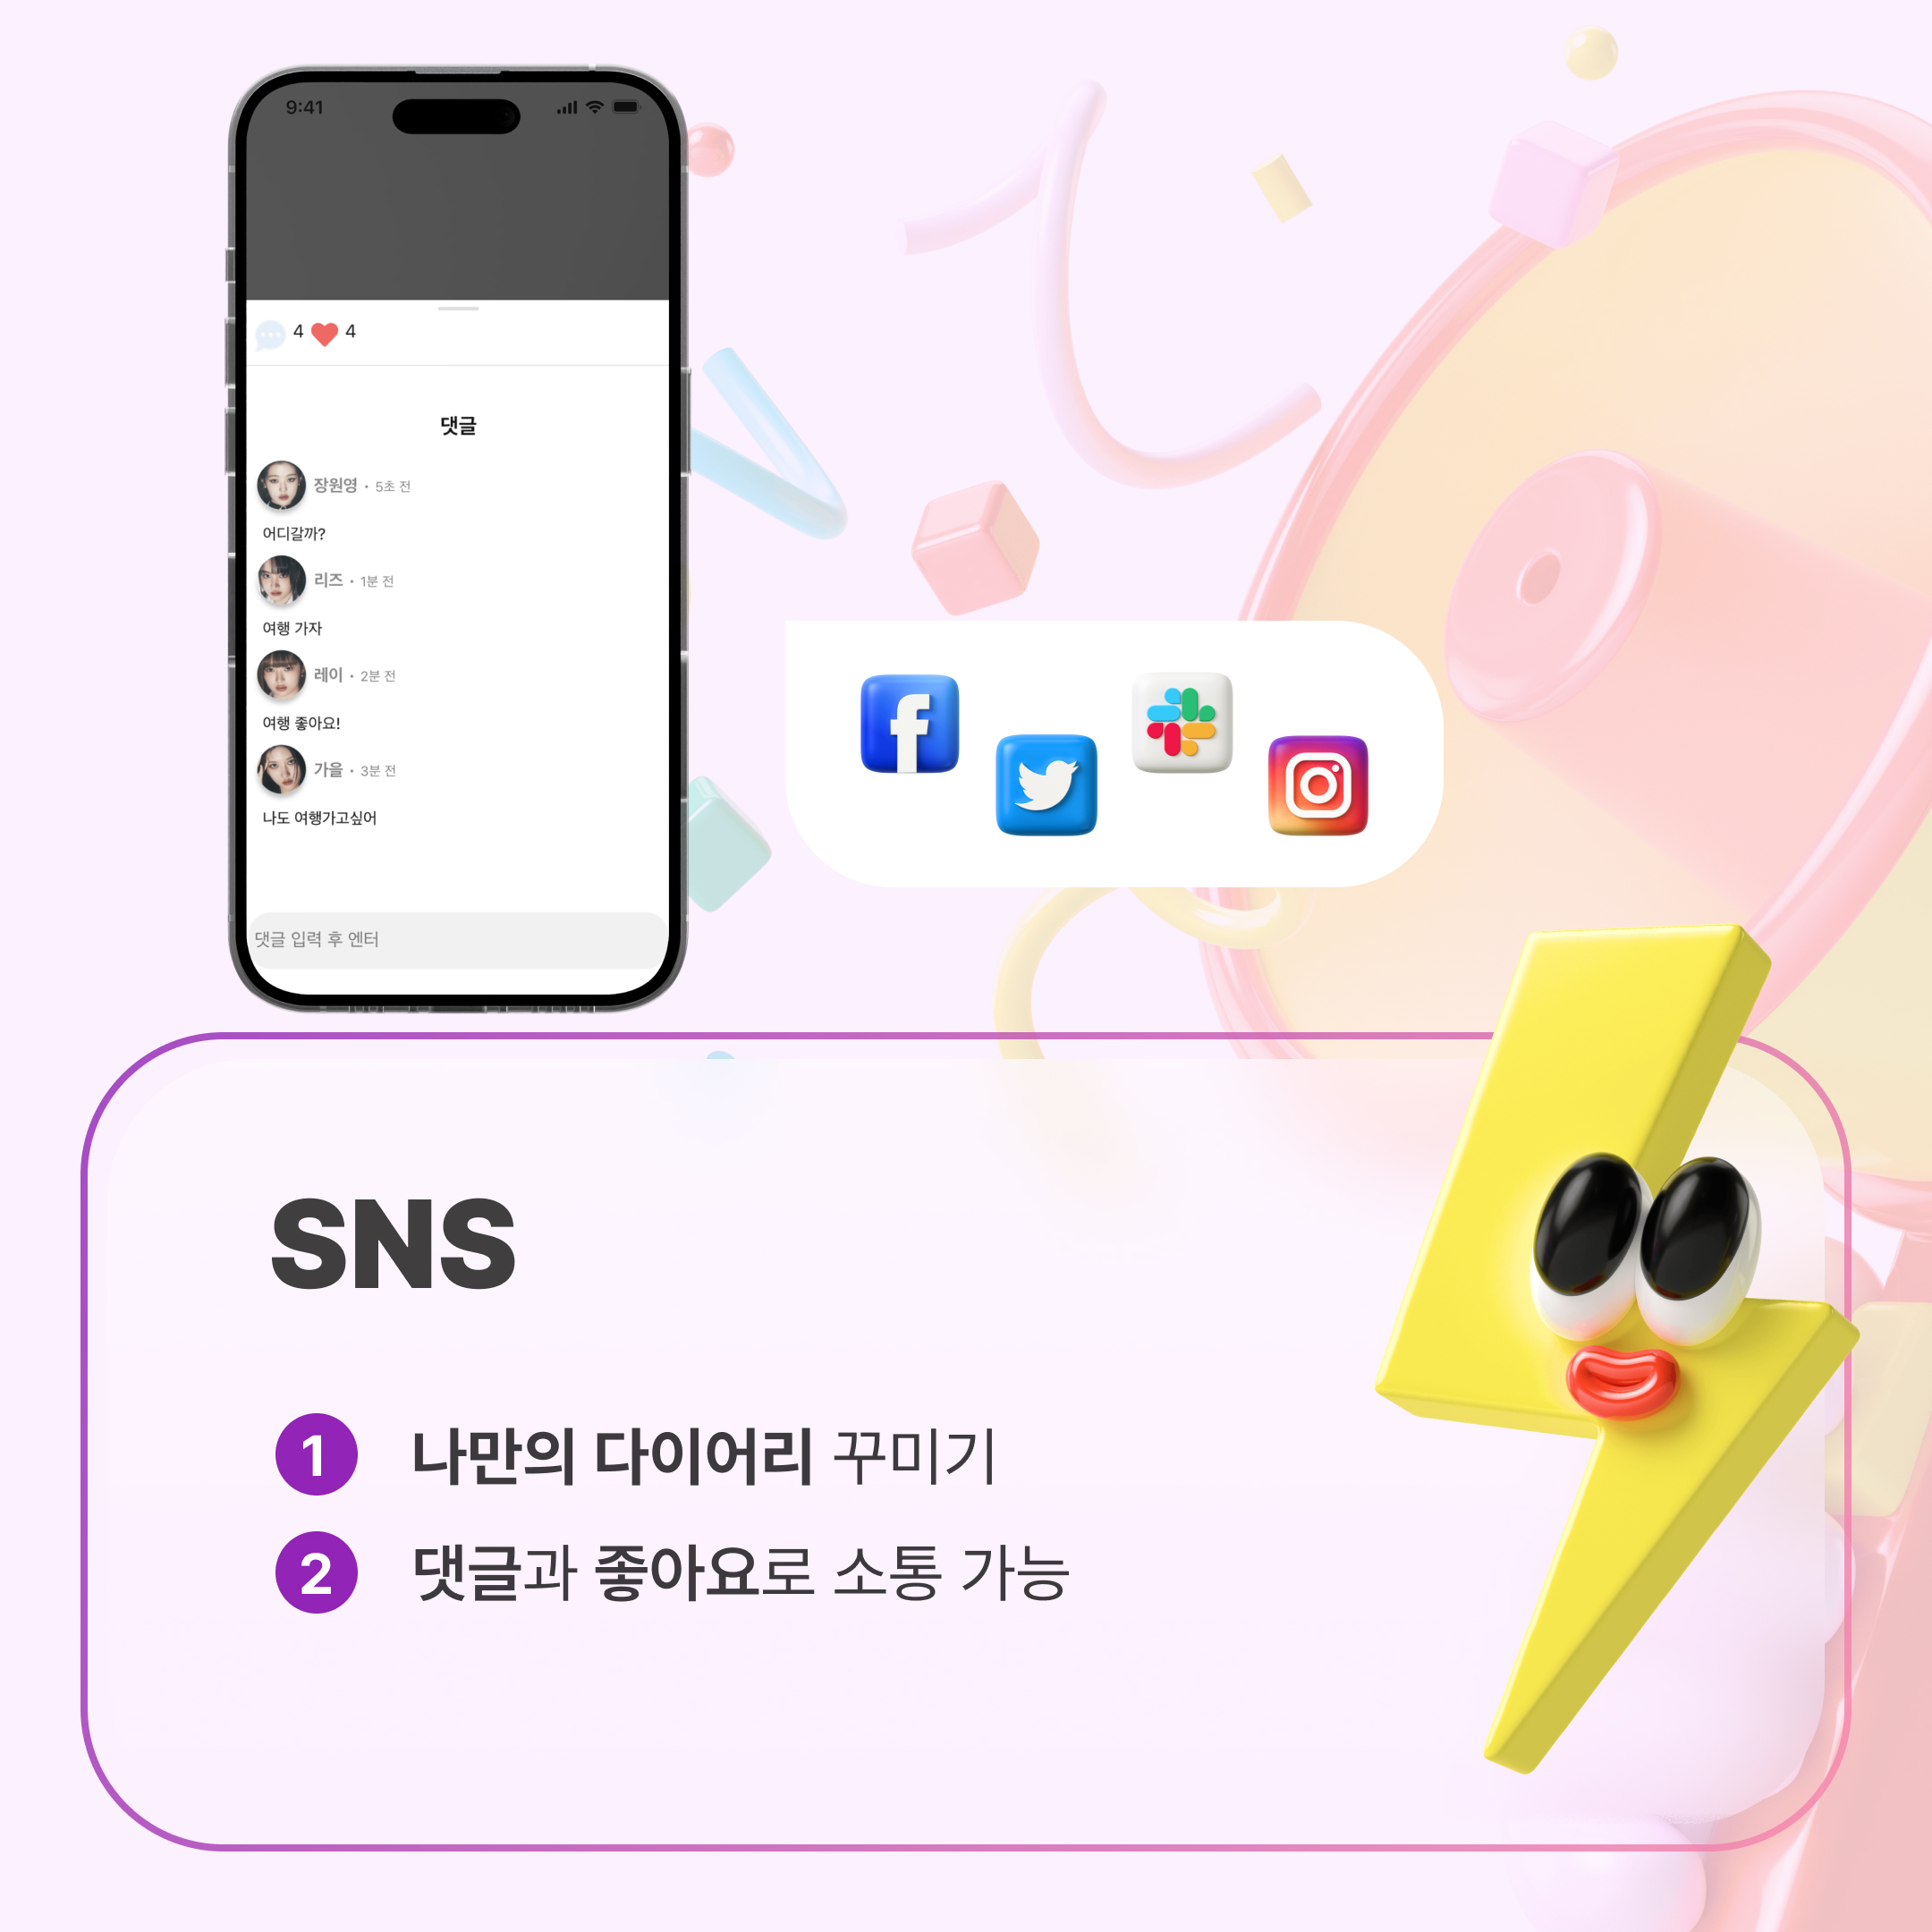 9:41
4 4
댓글
장원영 • 5초 전
어디갈까?
리즈 • 1분 전
여행 가자
레이 • 2분 전
여행 좋아요!
가을 • 3분 전
나도 여행가고싶어
댓글 입력 후 엔터
f
SNS
1 나만의 다이어리 꾸미기
2 댓글과 좋아요로 소통 가능